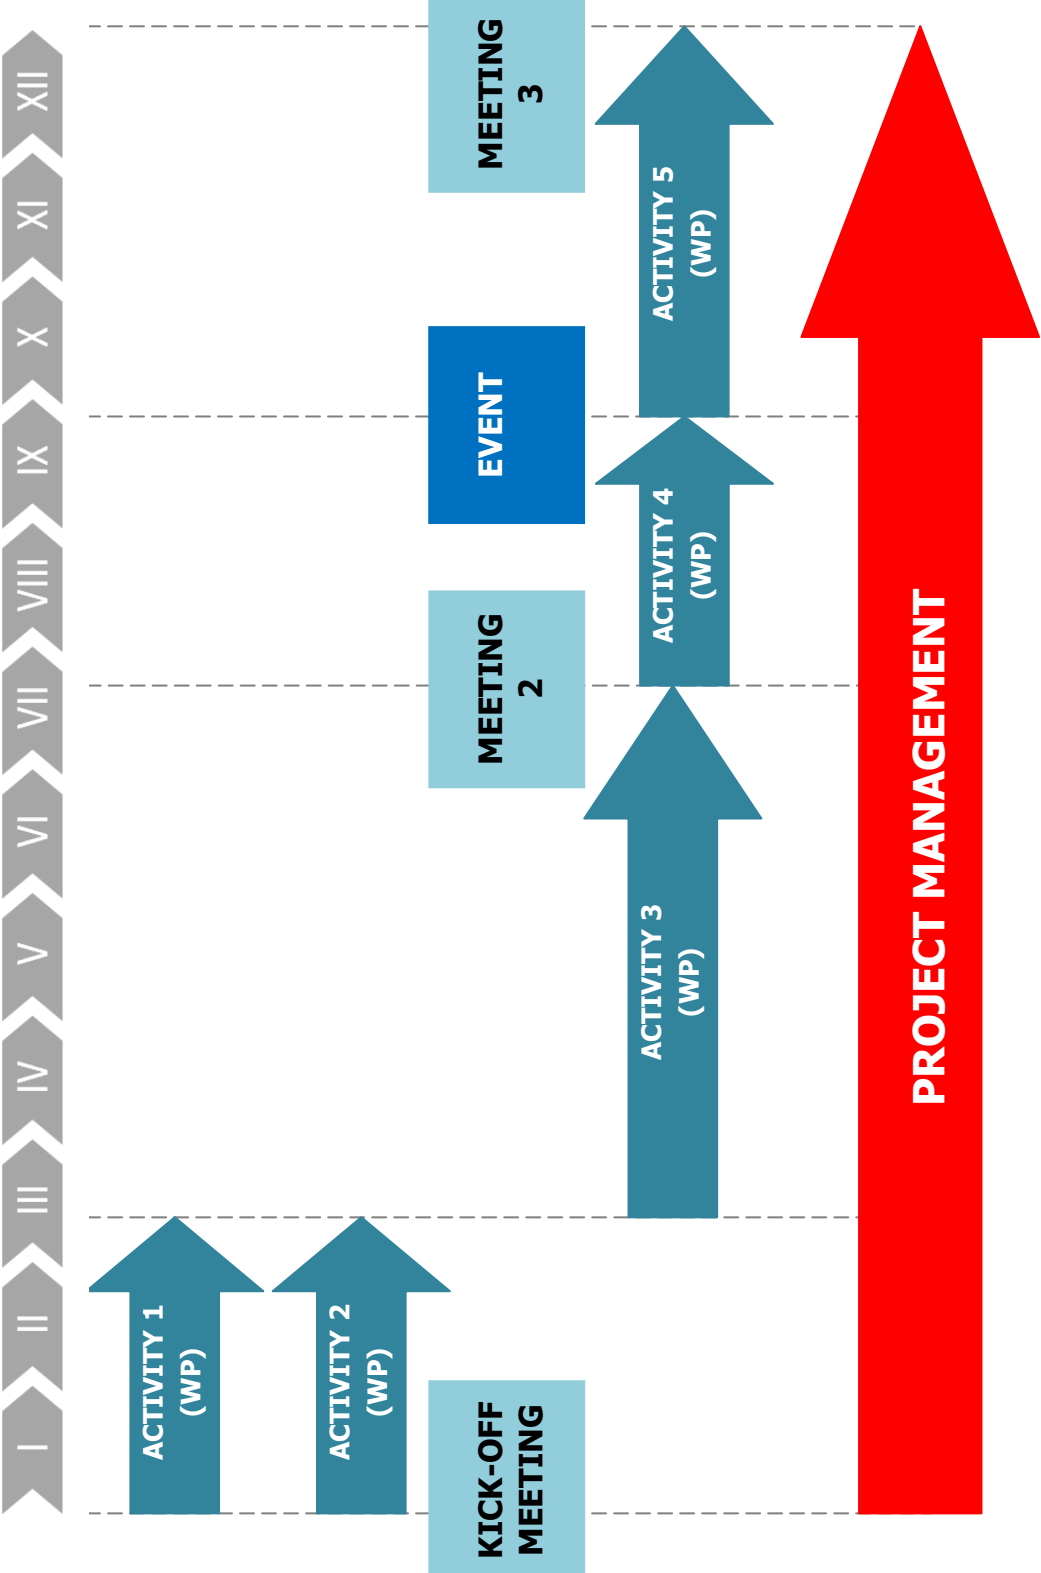 I
II
III
IV
V
VI
VII
VIII
IX
X
XI
XII
ACTIVITY 1
(WP)
ACTIVITY 2
(WP)
KICK-OFF
MEETING
MEETING
2
EVENT
MEETING
3
ACTIVITY 3
(WP)
ACTIVITY 4
(WP)
ACTIVITY 5
(WP)
PROJECT MANAGEMENT